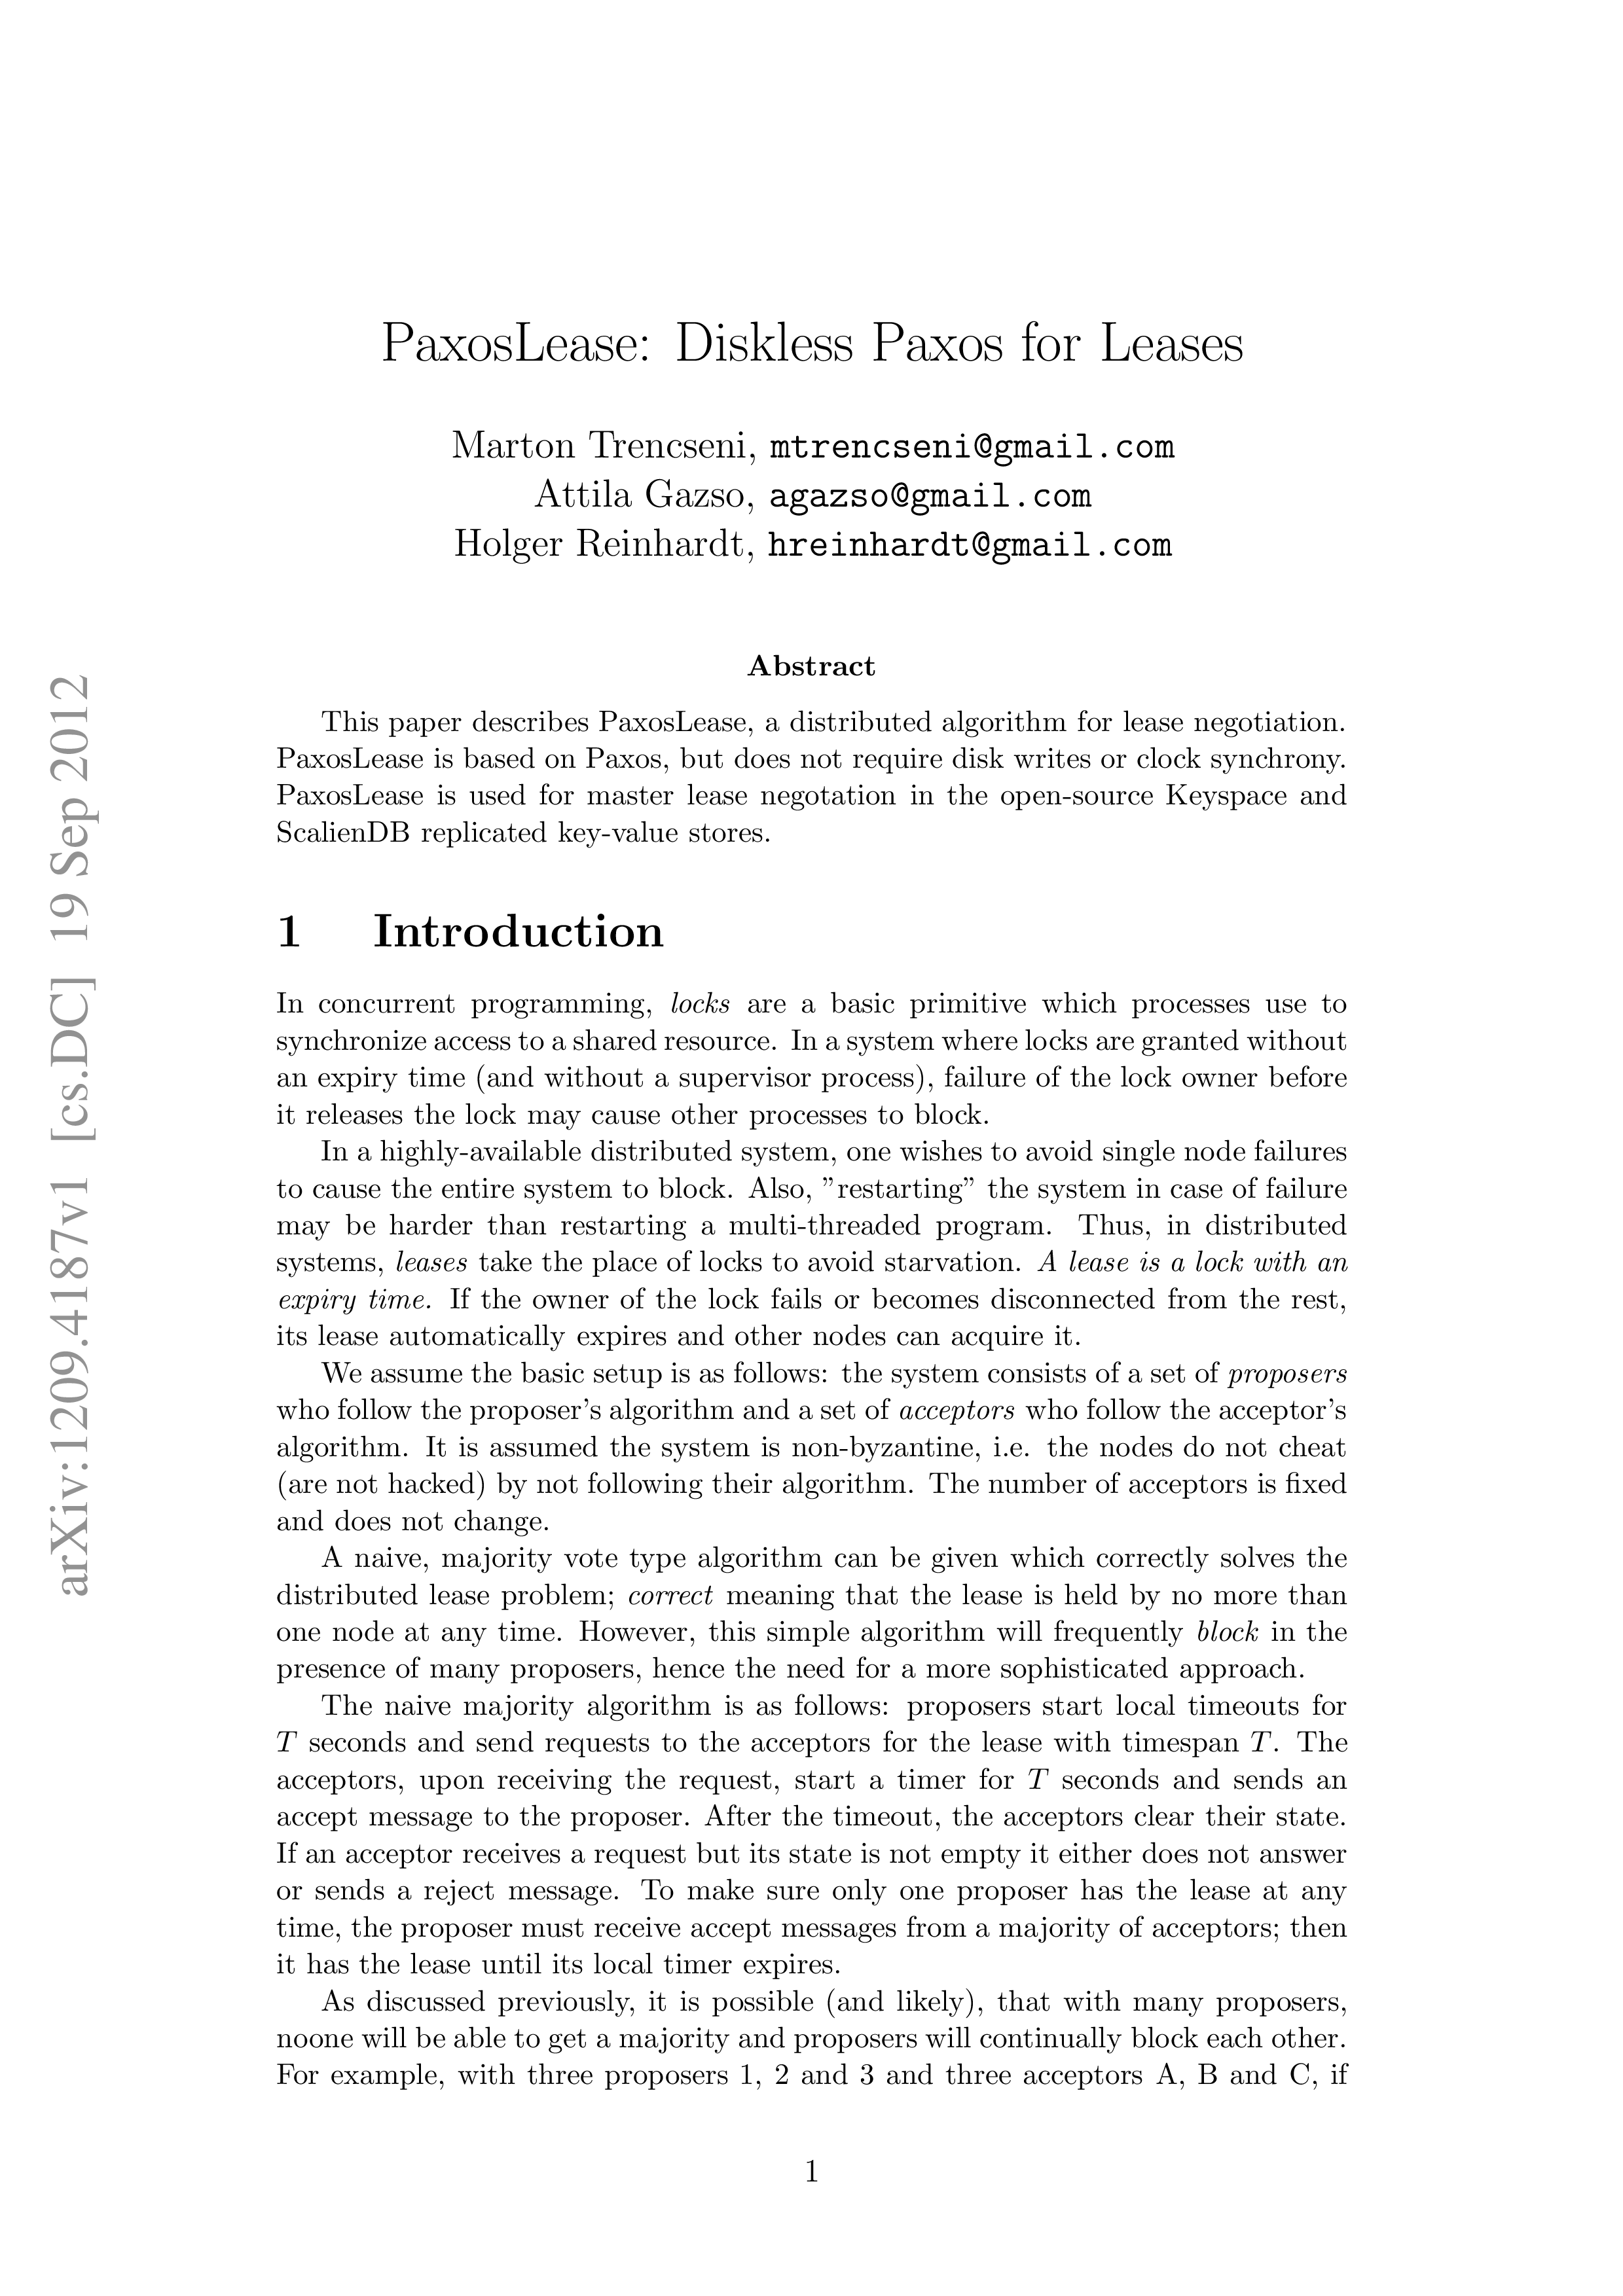 PaxosLease: Diskless Paxos for Leases
Marton Trencseni, mtrencseni@gmail.com
Attila Gazso, agazso@gmail.com
Holger Reinhardt, hreinhardt@gmail.com
Abstract
This paper describes PaxosLease, a distributed algorithm for lease negotiation.
PaxosLease is based on Paxos, but does not require disk writes or clock synchrony.
PaxosLease is used for master lease negotation in the open-source Keyspace and
ScalienDB replicated key-value stores.
1 Introduction
In concurrent programming, locks are a basic primitive which processes use to
synchronize access to a shared resource. In a system where locks are granted without
an expiry time (and without a supervisor process), failure of the lock owner before
it releases the lock may cause other processes to block.
In a highly-available distributed system, one wishes to avoid single node failures
to cause the entire system to block. Also, ”restarting” the system in case of failure
may be harder than restarting a multi-threaded program. Thus, in distributed
systems, leases take the place of locks to avoid starvation. A lease is a lock with an
expiry time. If the owner of the lock fails or becomes disconnected from the rest,
its lease automatically expires and other nodes can acquire it.
We assume the basic setup is as follows: the system consists of a set of proposers
who follow the proposer’s algorithm and a set of acceptors who follow the acceptor’s
algorithm. It is assumed the system is non-byzantine, i.e. the nodes do not cheat
(are not hacked) by not following their algorithm. The number of acceptors is fixed
and does not change.
A naive, majority vote type algorithm can be given which correctly solves the
distributed lease problem; correct meaning that the lease is held by no more than
one node at any time. However, this simple algorithm will frequently block in the
presence of many proposers, hence the need for a more sophisticated approach.
The naive majority algorithm is as follows: proposers start local timeouts for
T seconds and send requests to the acceptors for the lease with timespan T. The
acceptors, upon receiving the request, start a timer for T seconds and sends an
accept message to the proposer. After the timeout, the acceptors clear their state.
If an acceptor receives a request but its state is not empty it either does not answer
or sends a reject message. To make sure only one proposer has the lease at any
time, the proposer must receive accept messages from a majority of acceptors; then
it has the lease until its local timer expires.
As discussed previously, it is possible (and likely), that with many proposers,
noone will be able to get a majority and proposers will continually block each other.
For example, with three proposers 1, 2 and 3 and three acceptors A, B and C, if
1
arXiv:1209.4187v1 [cs.DC] 19 Sep 2012